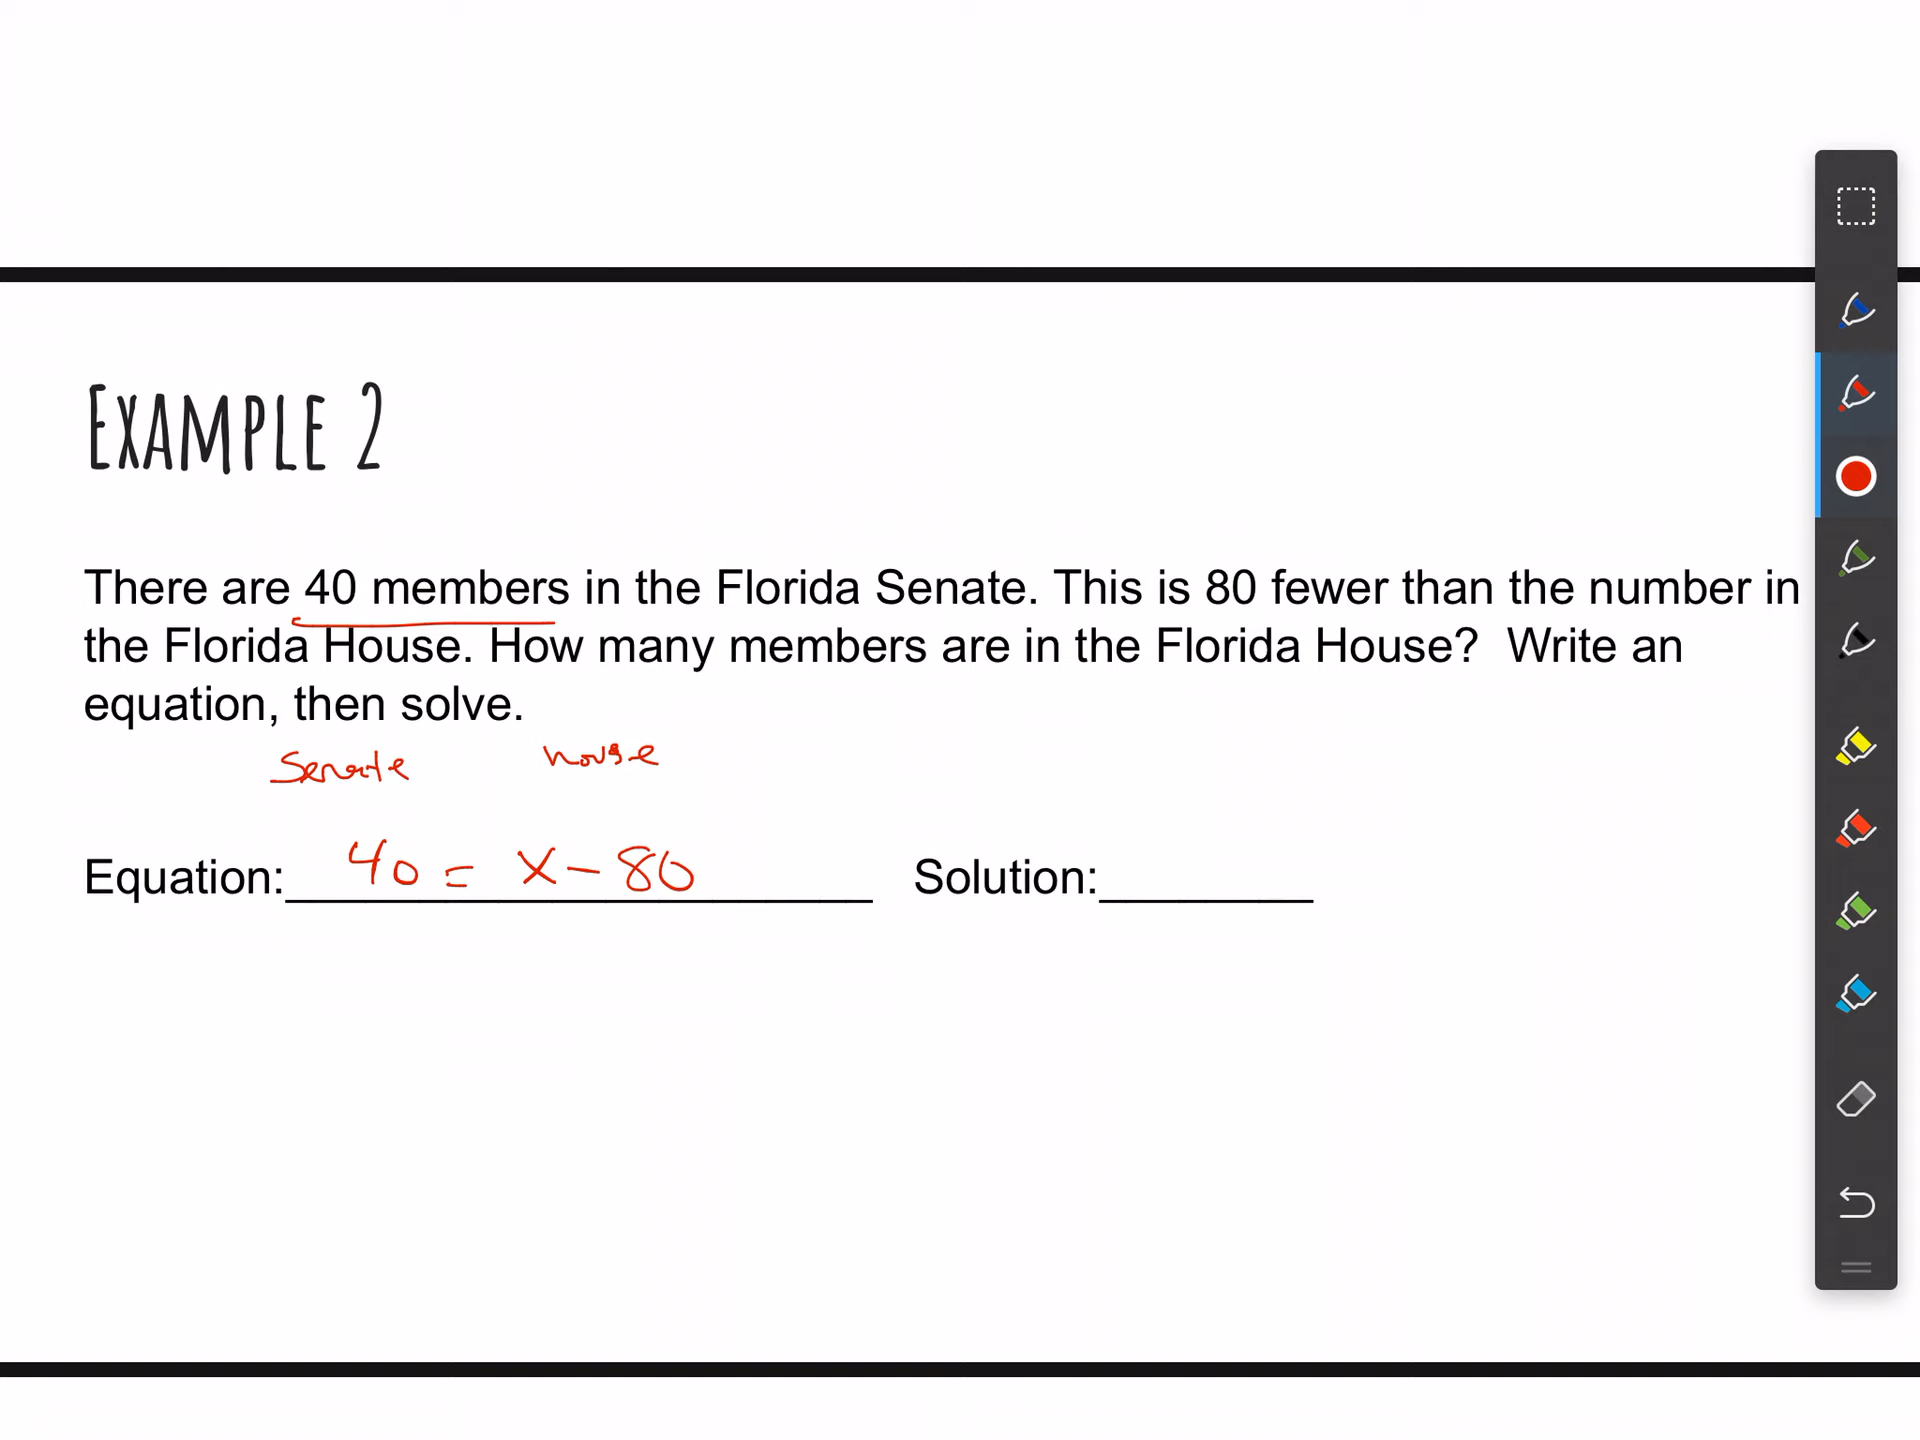 EXAMPLE 2
There are 40 members in the Florida Senate. This is 80 fewer than the number in
the Florida House. How many members are in the Florida House?  Write an
equation, then solve.
Senate house
Equation: 40 = x - 80 Solution: